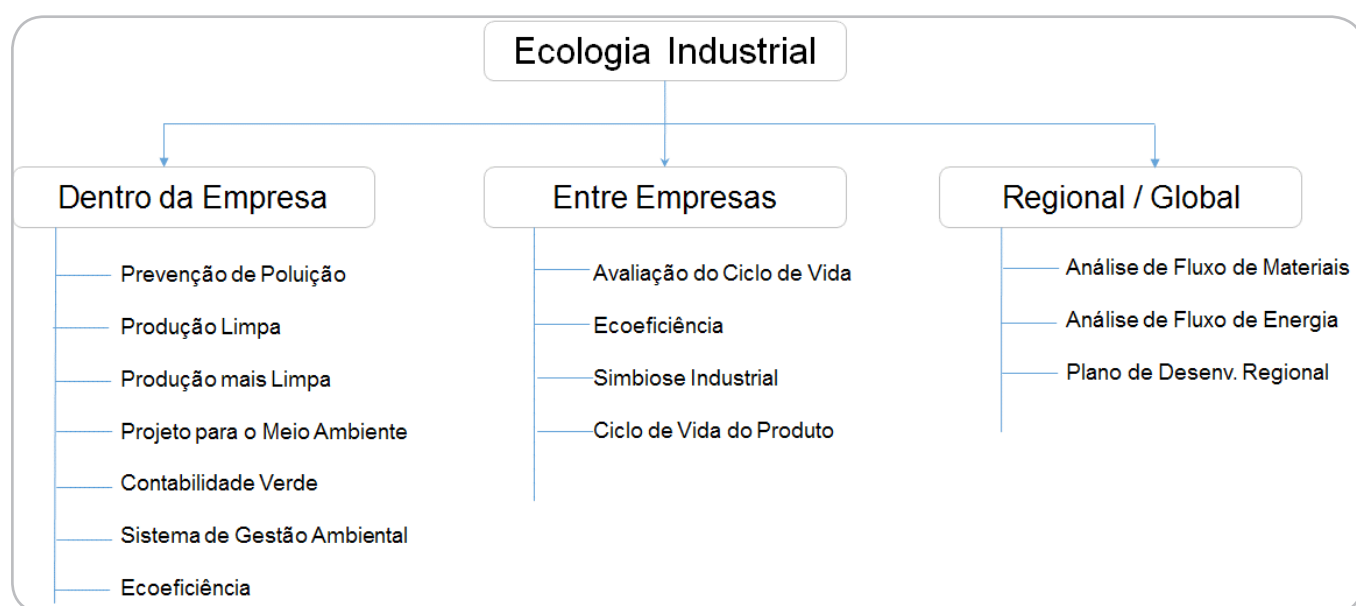 Ecologia Industrial
Dentro da Empresa
Prevenção de Poluição
Produção Limpa
Produção mais Limpa
Projeto para o Meio Ambiente
Contabilidade Verde
Sistema de Gestão Ambiental
Ecoeficiência
Entre Empresas
Avaliação do Ciclo de Vida
Ecoeficiência
Simbiose Industrial
Ciclo de Vida do Produto
Regional / Global
Análise de Fluxo de Materiais
Análise de Fluxo de Energia
Plano de Desenv. Regional